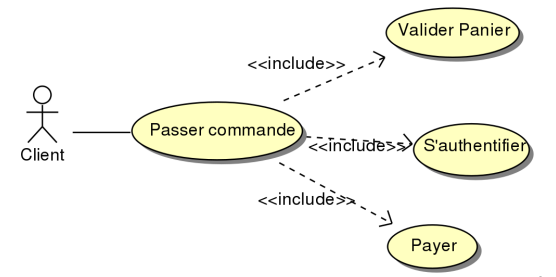 Valider Panier
<<include>>
Passer commande
<<include>>
S'authentifier
Client
<<include>>
Payer